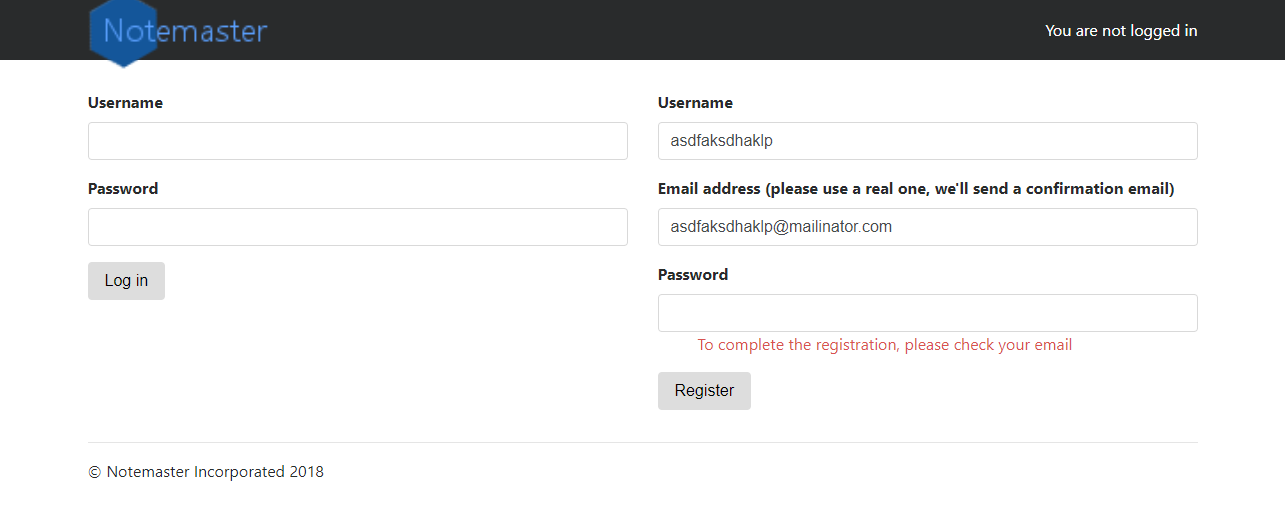 Notemaster
You are not logged in
Username
Password
Log in
Username
asdfaksdhaklp
Email address (please use a real one, we'll send a confirmation email)
asdfaksdhaklp@mailinator.com
Password
To complete the registration, please check your email
Register
© Notemaster Incorporated 2018